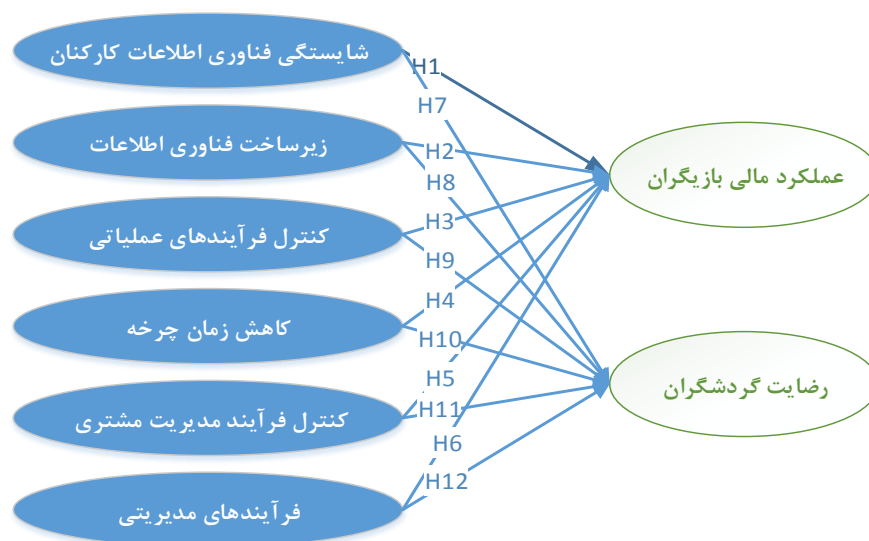 شایستگی فناوری اطلاعات کارکنان
H1
H7
زیرساخت فناوری اطلاعات
H2
H8
عملکرد مالی بازیگران
کنترل فرآیندهای عملیاتی
H3
H9
کاهش زمان چرخه
H4
H10
رضایت گردشگران
H5
کنترل فرآیند مدیریت مشتری
H11
H6
H12
فرآیندهای مدیریتی